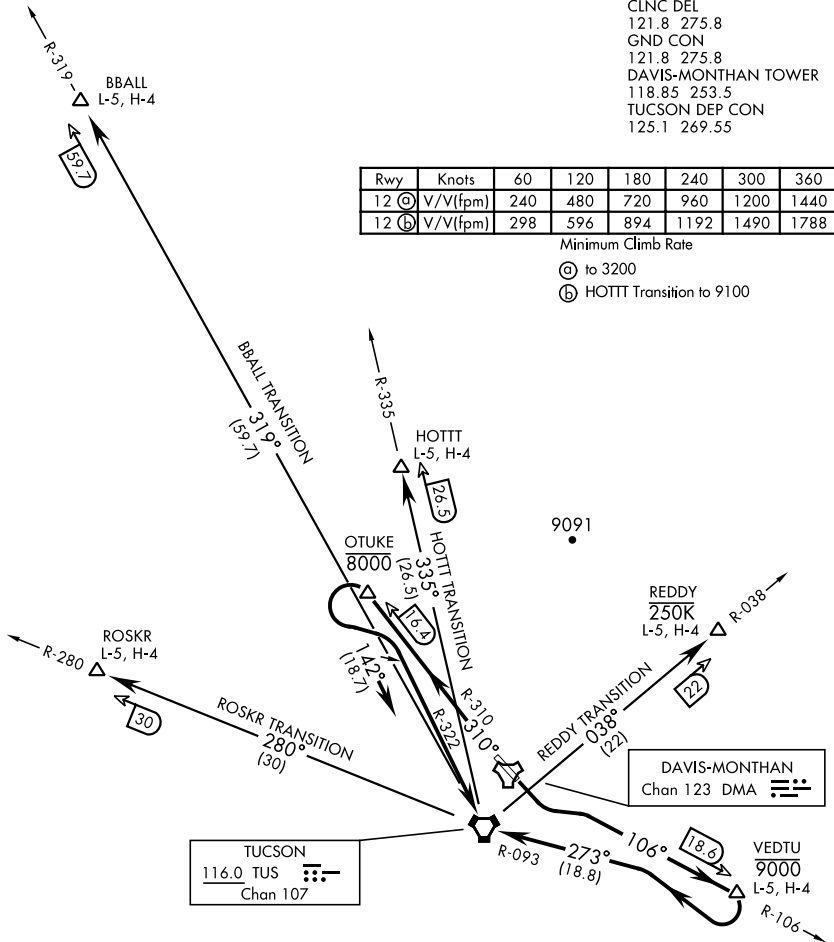 CLNC DEL
121.8 275.8
GND CON
121.8 275.8
DAVIS-MONTHAN TOWER
118.85 253.5
TUCSON DEP CON
125.1 269.55
R-319
BBALL
L-5, H-4
59.7
Rwy Knots 60 120 180 240 300 360
12 ⓐ V/V(fpm) 240 480 720 960 1200 1440
12 ⓑ V/V(fpm) 298 596 894 1192 1490 1788
Minimum Climb Rate
ⓐ to 3200
ⓑ HOTTT Transition to 9100
BBALL TRANSITION
319°
(59.7)
R-335
HOTTT
L-5, H-4
26.5
HOTTT TRANSITION
335°
(26.5)
9091
OTUKE
8000
16.4
REDDY
250K
L-5, H-4
R-038
22
ROSKR
L-5, H-4
R-280
30
ROSKR TRANSITION
280°
(30)
142°
(18.7)
R-322
R-310
310°
REDDY TRANSITION
038°
(22)
DAVIS-MONTHAN
Chan 123 DMA
TUCSON
116.0 TUS
Chan 107
R-093
273°
(18.8)
106°
18.6
VEDTU
9000
L-5, H-4
R-106